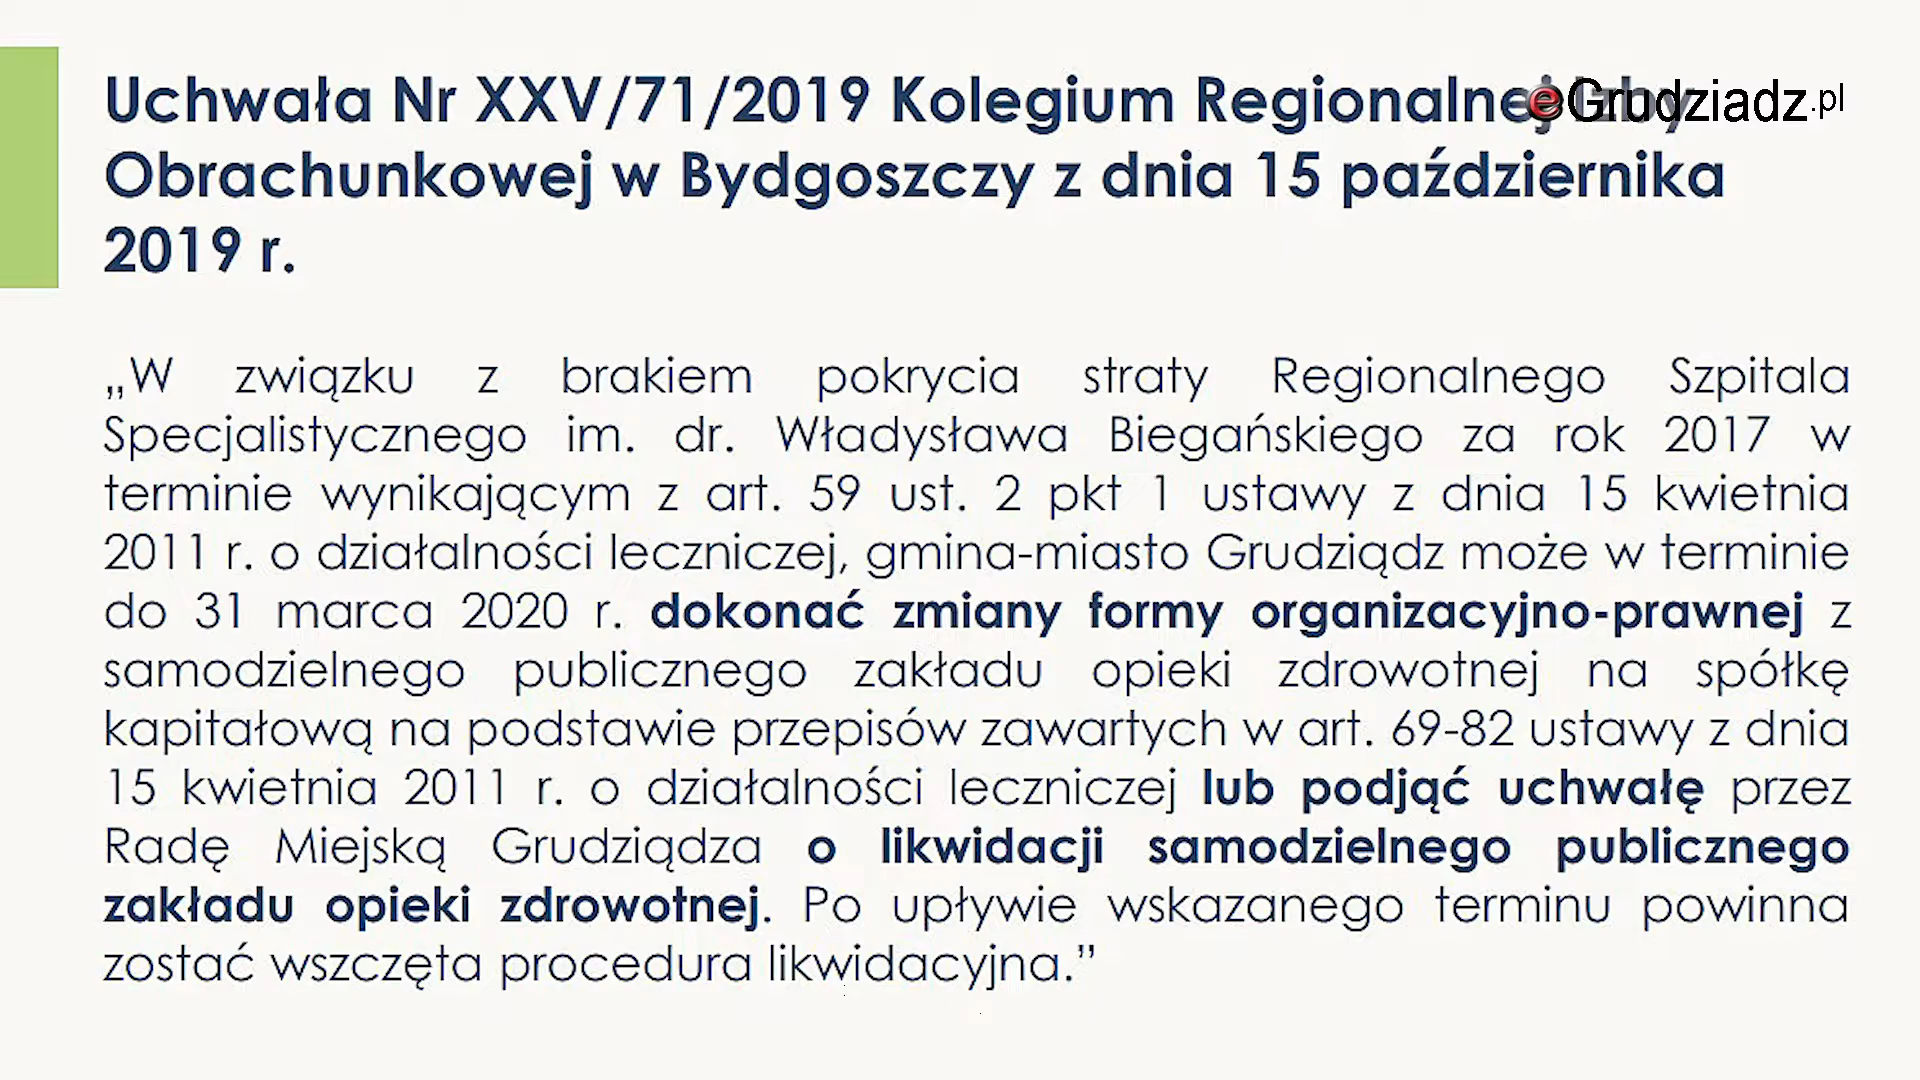 Uchwała Nr XXV/71/2019 Kolegium Regionalnej Izby
eGrudziadz.pl
Obrachunkowej w Bydgoszczy z dnia 15 października
2019 r.
„W związku z brakiem pokrycia straty Regionalnego Szpitala
Specjalistycznego im. dr. Władysława Biegańskiego za rok 2017 w
terminie wynikającym z art. 59 ust. 2 pkt 1 ustawy z dnia 15 kwietnia
2011 r. o działalności leczniczej, gmina-miasto Grudziądz może w terminie
do 31 marca 2020 r. dokonać zmiany formy organizacyjno-prawnej z
samodzielnego publicznego zakładu opieki zdrowotnej na spółkę
kapitałową na podstawie przepisów zawartych w art. 69-82 ustawy z dnia
15 kwietnia 2011 r. o działalności leczniczej lub podjąć uchwałę przez
Radę Miejską Grudziądza o likwidacji samodzielnego publicznego
zakładu opieki zdrowotnej. Po upływie wskazanego terminu powinna
zostać wszczęta procedura likwidacyjna.”